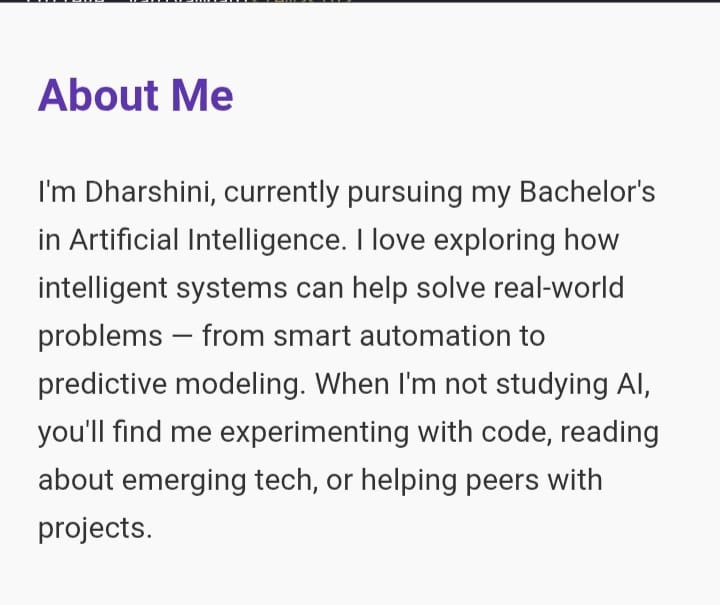 About Me
I'm Dharshini, currently pursuing my Bachelor's
in Artificial Intelligence. I love exploring how
intelligent systems can help solve real-world
problems — from smart automation to
predictive modeling. When I'm not studying AI,
you'll find me experimenting with code, reading
about emerging tech, or helping peers with
projects.